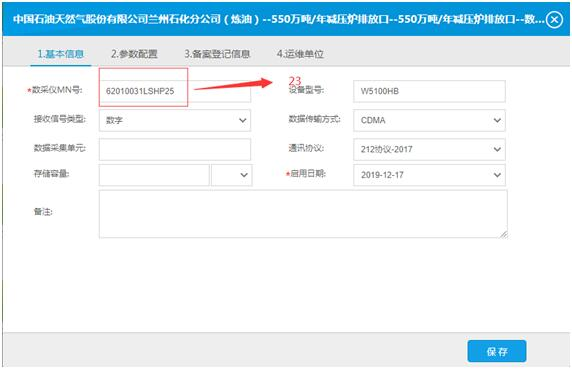 中国石油天然气股份有限公司兰州石化分公司（炼油）--550万吨/年减压炉排放口--550万吨/年减压炉排放口--数...
1.基本信息 2.参数配置 3.备案登记信息 4.运维单位
23
*数采仪MN号: 62010031LSHP25 设备型号: W5100HB
接收信号类型: 数字 数据传输方式: CDMA
数据采集单元: 通讯协议: 212协议-2017
存储容量: *启用日期: 2019-12-17
备注:
保存